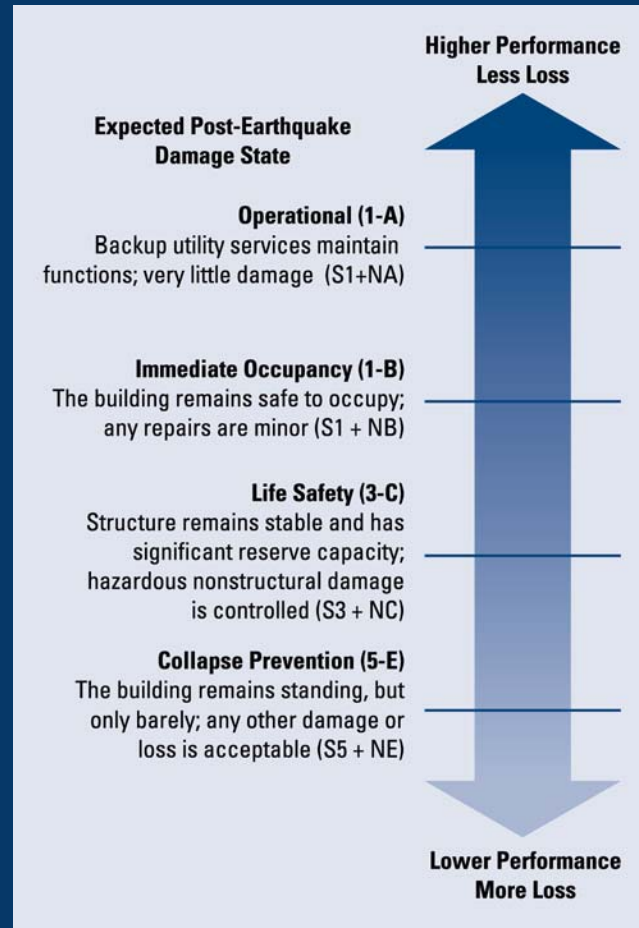 Higher Performance
Less Loss
Expected Post-Earthquake
Damage State
Operational (1-A)
Backup utility services maintain
functions; very little damage (S1+NA)
Immediate Occupancy (1-B)
The building remains safe to occupy;
any repairs are minor (S1 + NB)
Life Safety (3-C)
Structure remains stable and has
significant reserve capacity;
hazardous nonstructural damage
is controlled (S3 + NC)
Collapse Prevention (5-E)
The building remains standing, but
only barely; any other damage or
loss is acceptable (S5 + NE)
Lower Performance
More Loss